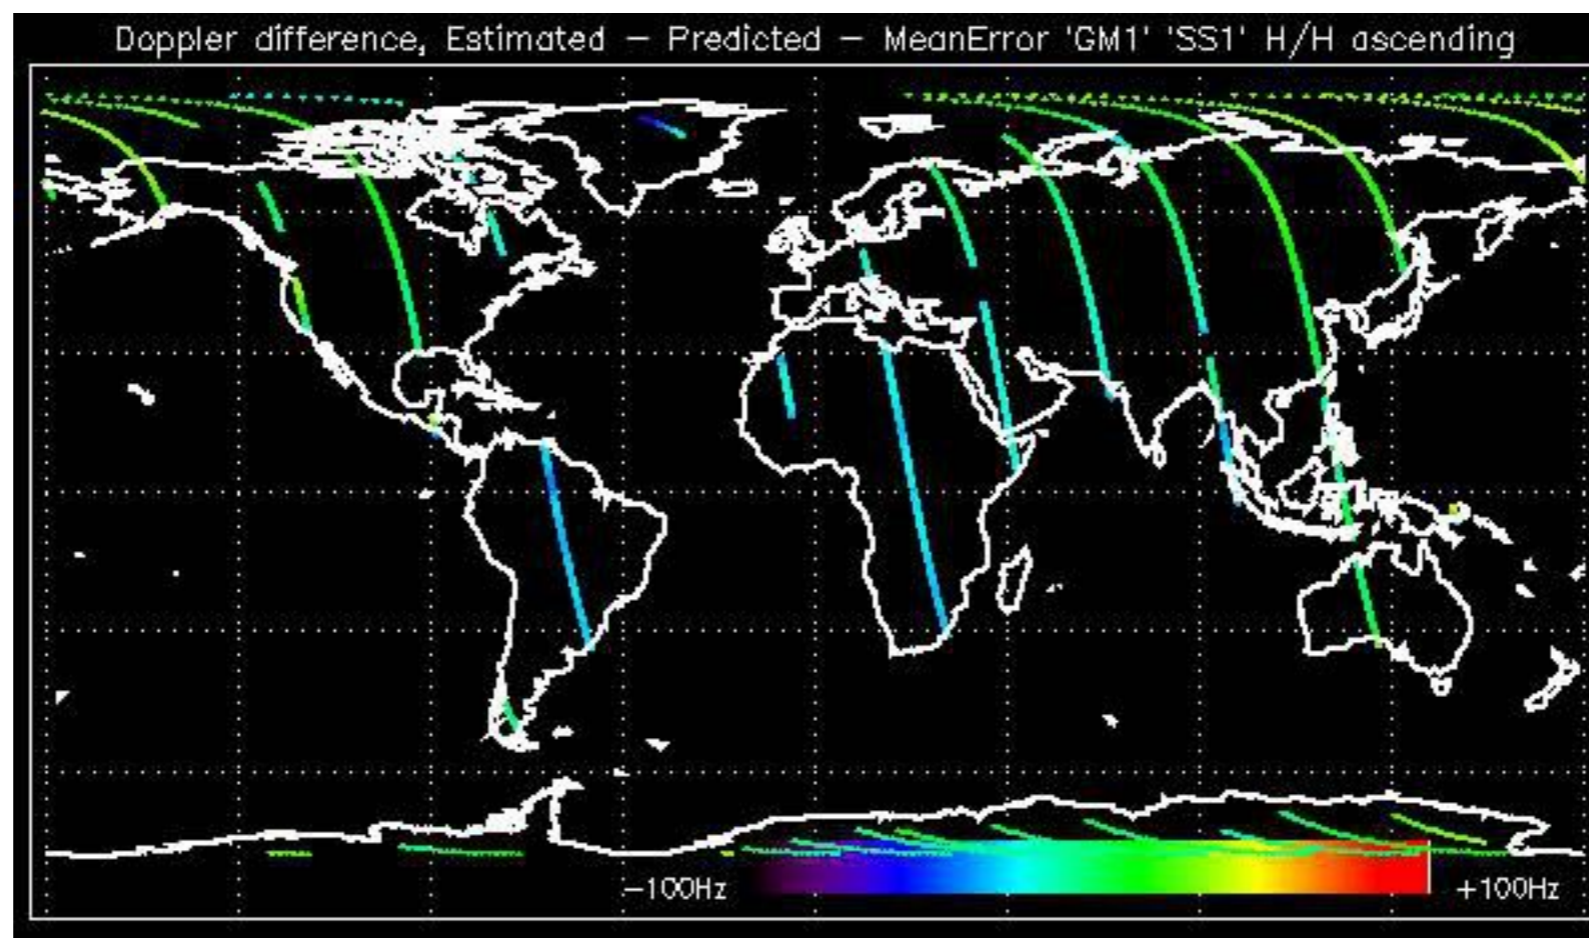 Doppler difference, Estimated – Predicted – MeanError 'GM1' 'SS1' H/H ascending
–100Hz
+100Hz